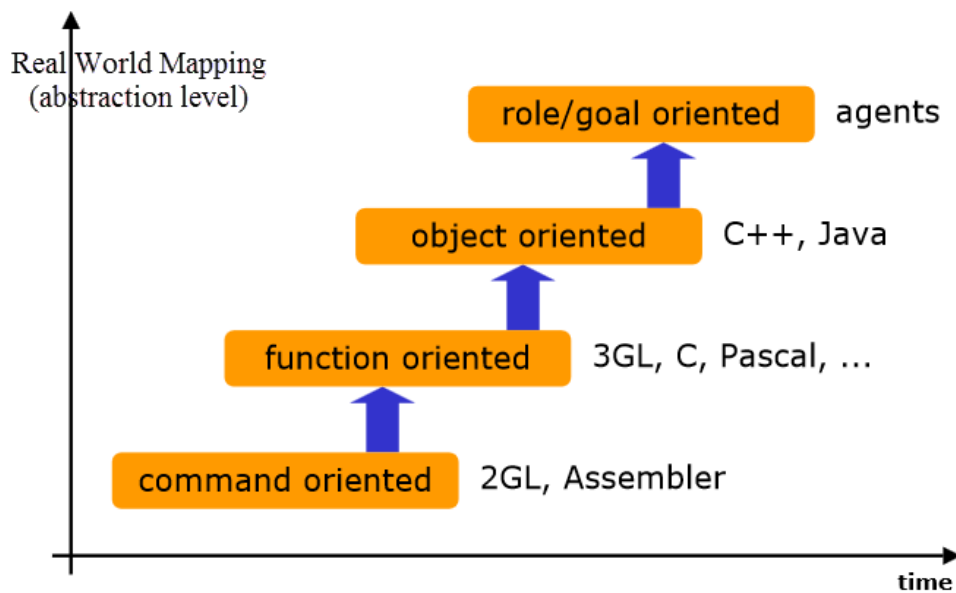 Real World Mapping
(abstraction level)
role/goal oriented agents
object oriented C++, Java
function oriented 3GL, C, Pascal, ...
command oriented 2GL, Assembler
time